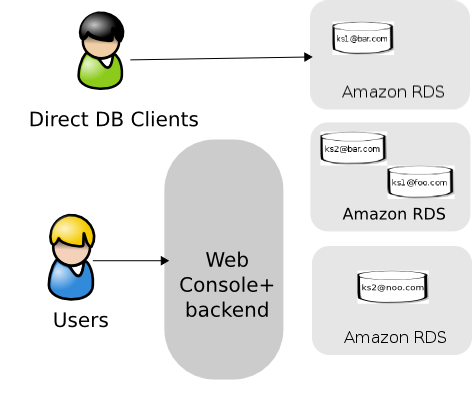 ks1@bar.com
Amazon RDS
Direct DB Clients
ks2@bar.com
ks1@foo.com
Amazon RDS
Web
Console+
backend
Users
ks2@noo.com
Amazon RDS